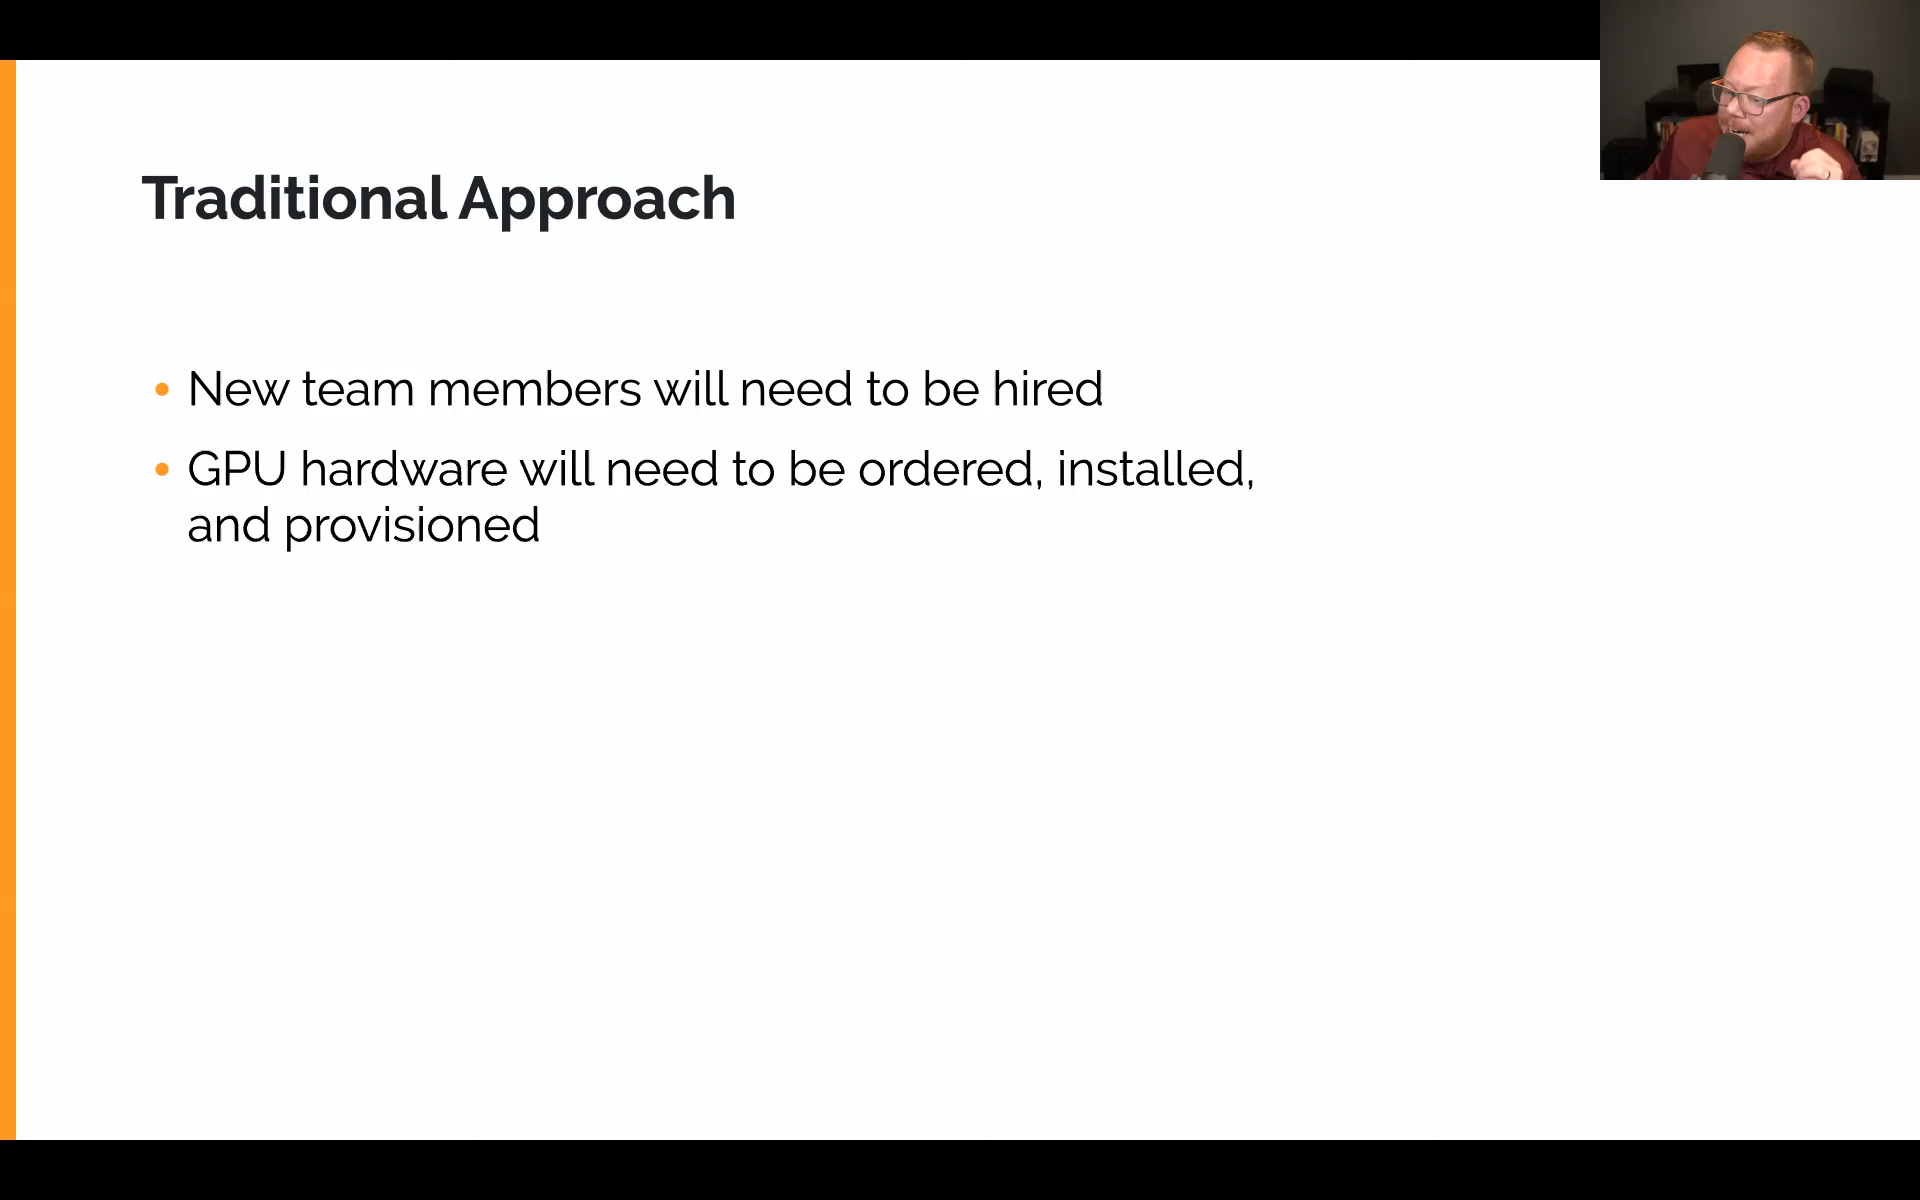 Traditional Approach
• New team members will need to be hired
• GPU hardware will need to be ordered, installed,
and provisioned